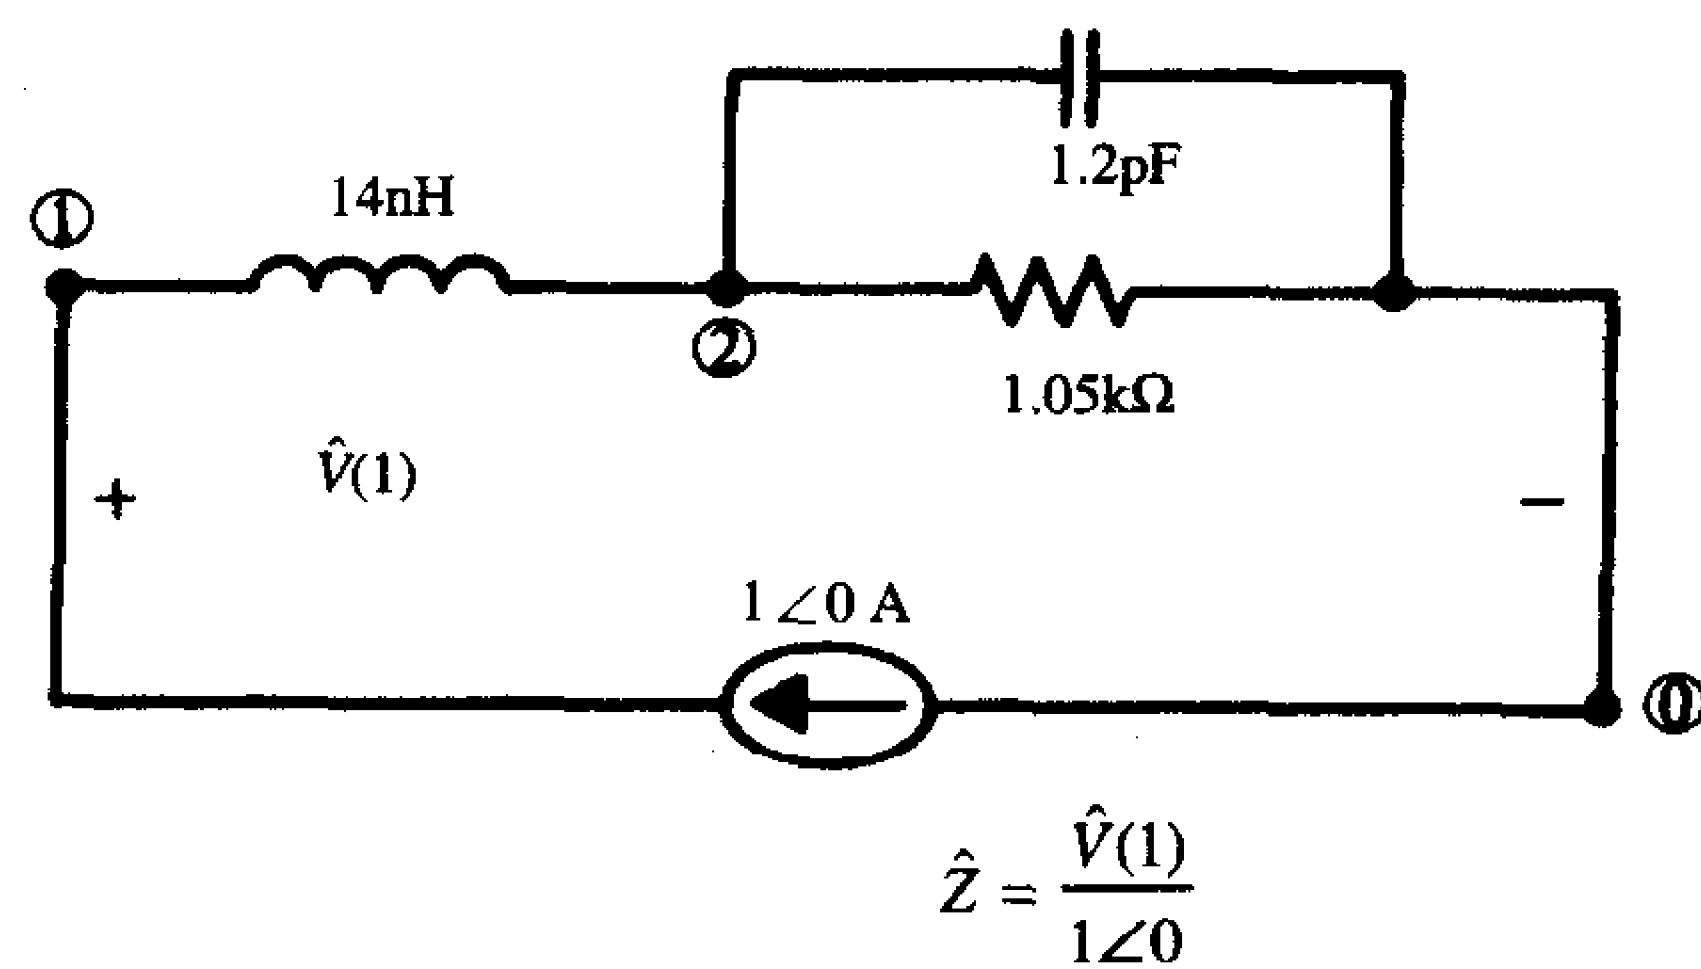 1.2pF
14nH
①
②
1.05kΩ
V̂(1)
+
−
1∠0 A
⓪
Ẑ = V̂(1)
1∠0